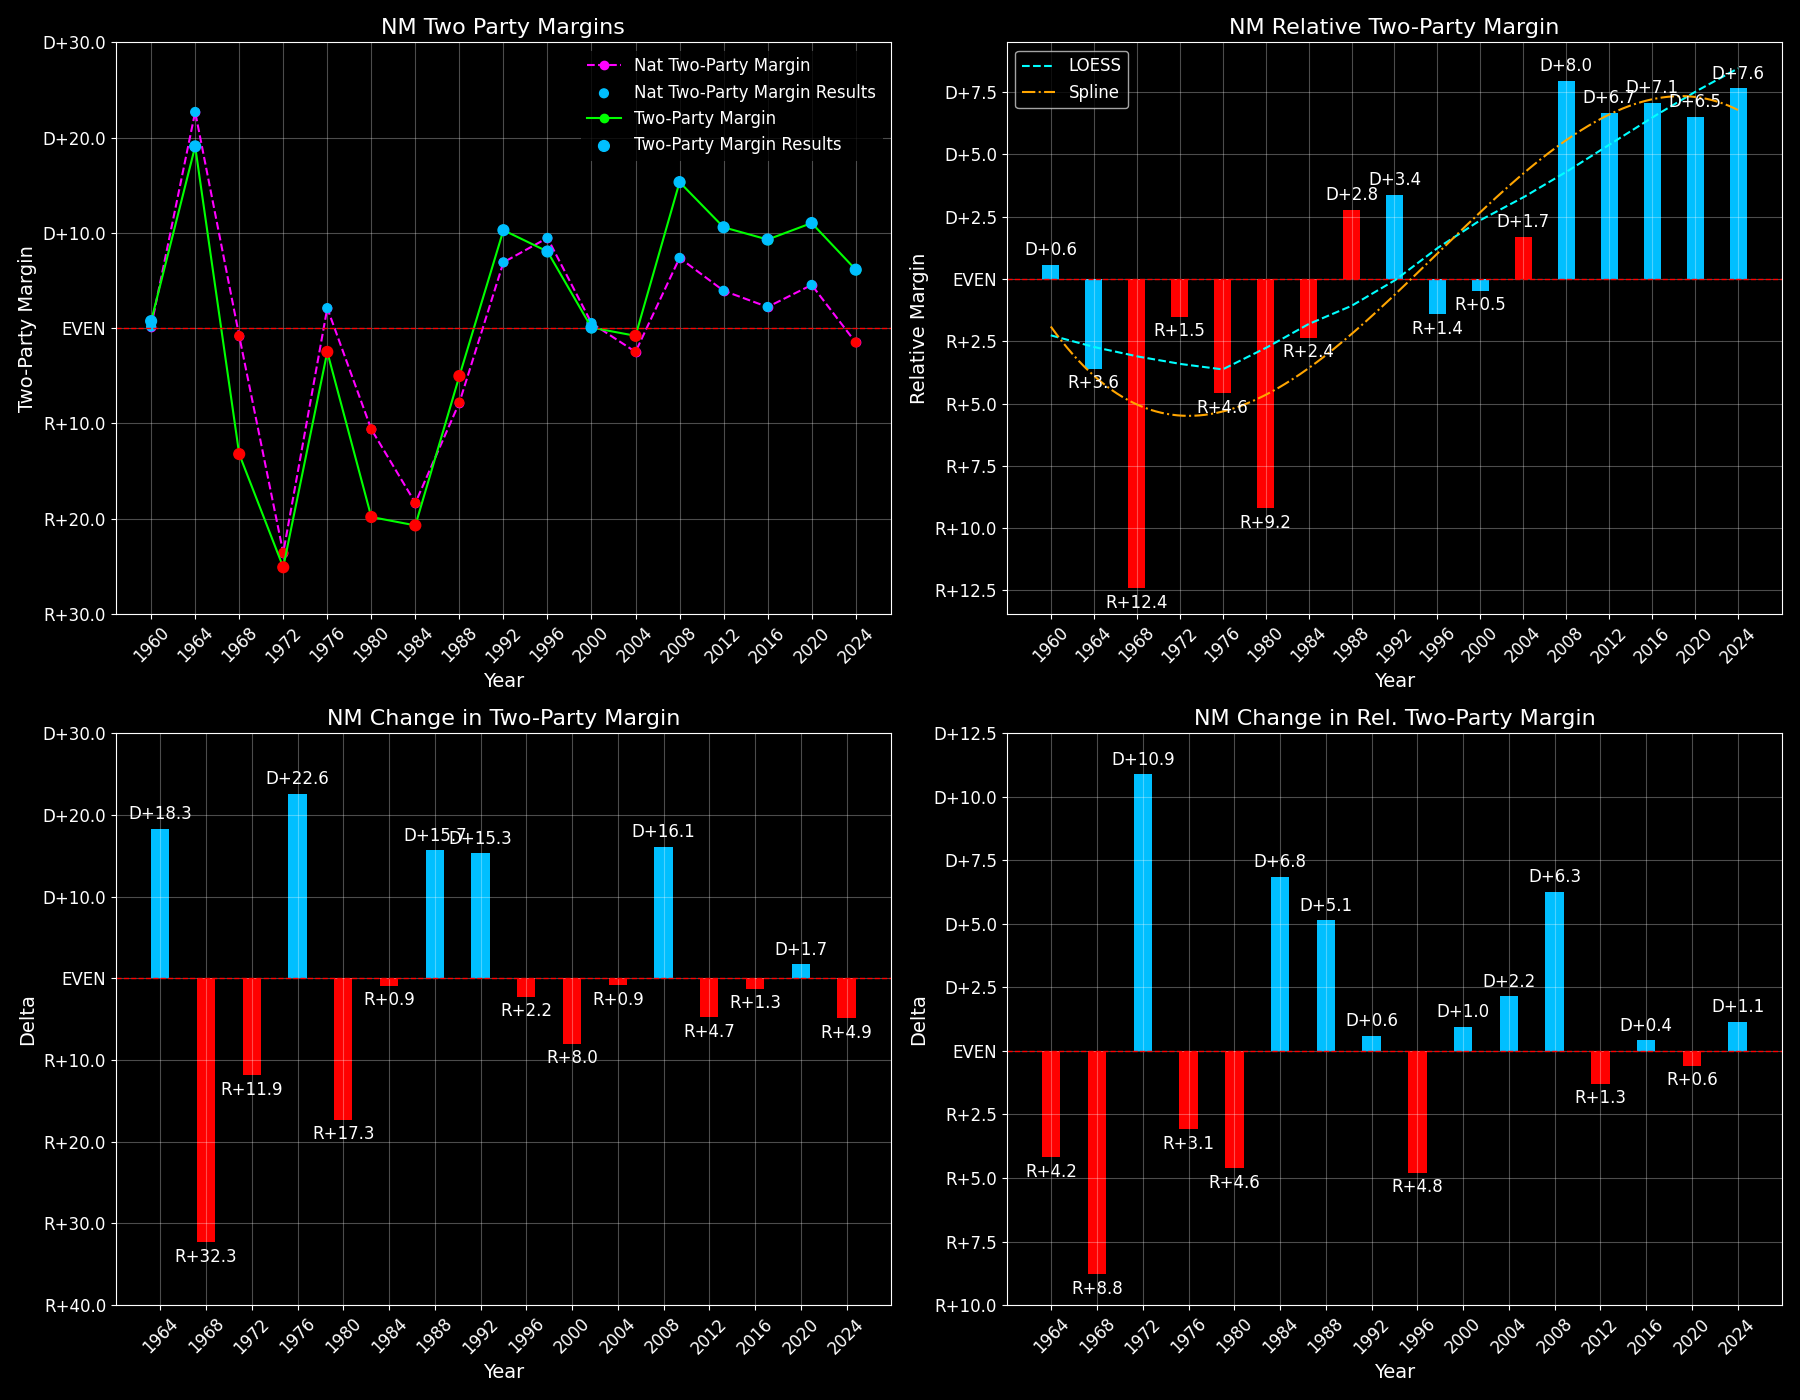 NM Two Party Margins
D+30.0
D+20.0
D+10.0
EVEN
R+10.0
R+20.0
R+30.0
Two-Party Margin
Nat Two-Party Margin
Nat Two-Party Margin Results
Two-Party Margin
Two-Party Margin Results
1960 1964 1968 1972 1976 1980 1984 1988 1992 1996 2000 2004 2008 2012 2016 2020 2024
Year
NM Relative Two-Party Margin
D+7.5
D+5.0
D+2.5
EVEN
R+2.5
R+5.0
R+7.5
R+10.0
R+12.5
Relative Margin
LOESS
Spline
D+0.6
R+3.6
R+12.4
R+1.5
R+4.6
R+9.2
R+2.4
D+2.8
D+3.4
R+1.4
R+0.5
D+1.7
D+8.0
D+6.7
D+7.1
D+6.5
D+7.6
1960 1964 1968 1972 1976 1980 1984 1988 1992 1996 2000 2004 2008 2012 2016 2020 2024
Year
NM Change in Two-Party Margin
D+30.0
D+20.0
D+10.0
EVEN
R+10.0
R+20.0
R+30.0
R+40.0
Delta
D+18.3
R+32.3
R+11.9
D+22.6
R+17.3
R+0.9
D+15.7
D+15.3
R+2.2
R+8.0
R+0.9
D+16.1
R+4.7
R+1.3
D+1.7
R+4.9
1964 1968 1972 1976 1980 1984 1988 1992 1996 2000 2004 2008 2012 2016 2020 2024
Year
NM Change in Rel. Two-Party Margin
D+12.5
D+10.0
D+7.5
D+5.0
D+2.5
EVEN
R+2.5
R+5.0
R+7.5
R+10.0
Delta
R+4.2
R+8.8
D+10.9
R+3.1
R+4.6
D+6.8
D+5.1
D+0.6
R+4.8
D+1.0
D+2.2
D+6.3
R+1.3
D+0.4
R+0.6
D+1.1
1964 1968 1972 1976 1980 1984 1988 1992 1996 2000 2004 2008 2012 2016 2020 2024
Year